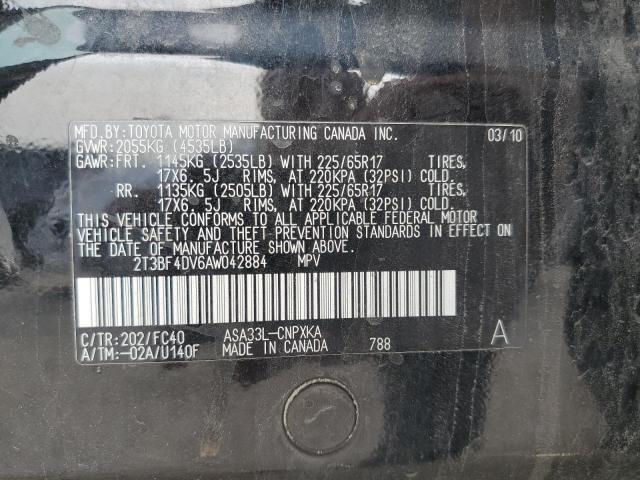 MFD.BY:TOYOTA MOTOR MANUFACTURING CANADA INC. 03/10
GVWR:2055KG (4535LB)
GAWR:FRT. 1145KG (2535LB) WITH 225/65R17 TIRES,
17X6. 5J RIMS, AT 220KPA (32PSI) COLD.
RR. 1135KG (2505LB) WITH 225/65R17 TIRES,
17X6. 5J RIMS, AT 220KPA (32PSI) COLD.
THIS VEHICLE CONFORMS TO ALL APPLICABLE FEDERAL MOTOR
VEHICLE SAFETY AND THEFT-PREVENTION STANDARDS IN EFFECT ON
THE DATE OF MANUFACTURE SHOWN ABOVE.
2T3BF4DV6AW042884 MPV
C/TR:202/FC40 ASA33L-CNPXKA
A/TM:-02A/U140F MADE IN CANADA 788 A